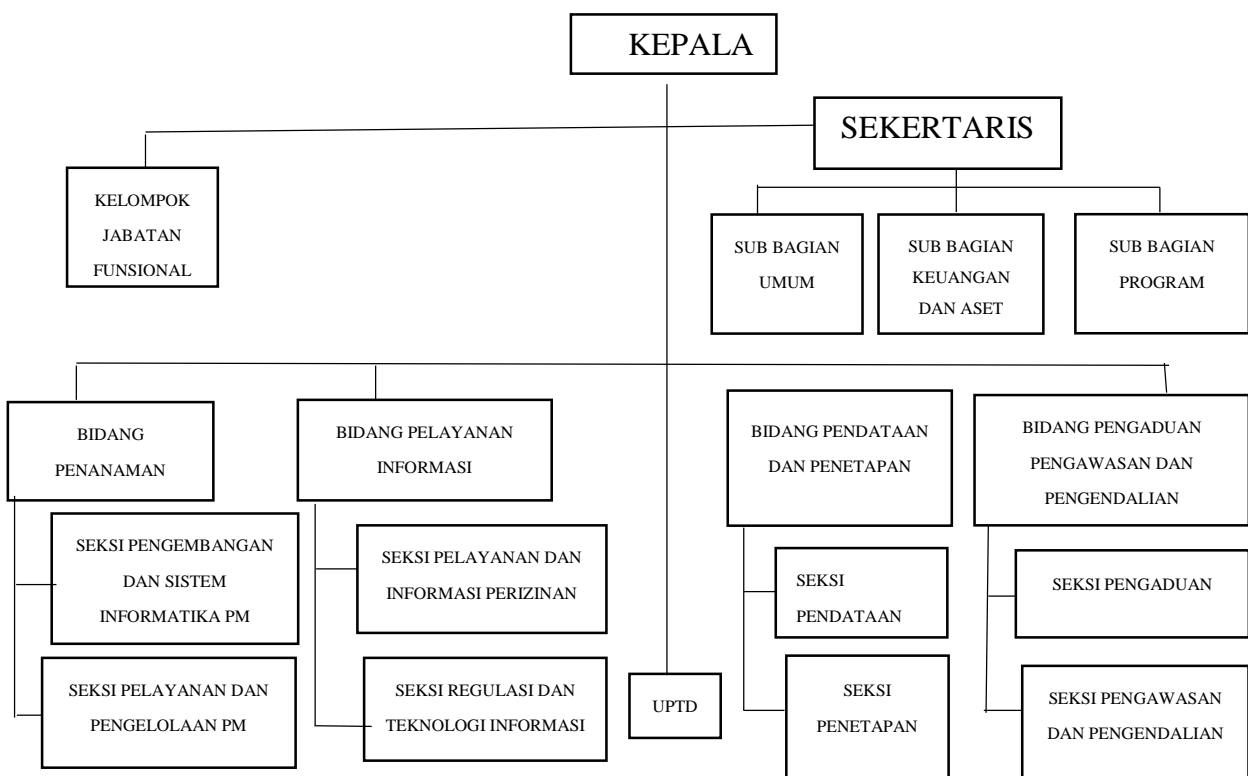 KEPALA
SEKERTARIS
KELOMPOK
JABATAN
FUNSIONAL
SUB BAGIAN
UMUM
SUB BAGIAN
KEUANGAN
DAN ASET
SUB BAGIAN
PROGRAM
BIDANG
PENANAMAN
BIDANG PELAYANAN
INFORMASI
BIDANG PENDATAAN
DAN PENETAPAN
BIDANG PENGADUAN
PENGAWASAN DAN
PENGENDALIAN
SEKSI PENGEMBANGAN
DAN SISTEM
INFORMATIKA PM
SEKSI PELAYANAN DAN
INFORMASI PERIZINAN
SEKSI
PENDATAAN
SEKSI PENGADUAN
SEKSI PELAYANAN DAN
PENGELOLAAN PM
SEKSI REGULASI DAN
TEKNOLOGI INFORMASI
UPTD
SEKSI
PENETAPAN
SEKSI PENGAWASAN
DAN PENGENDALIAN